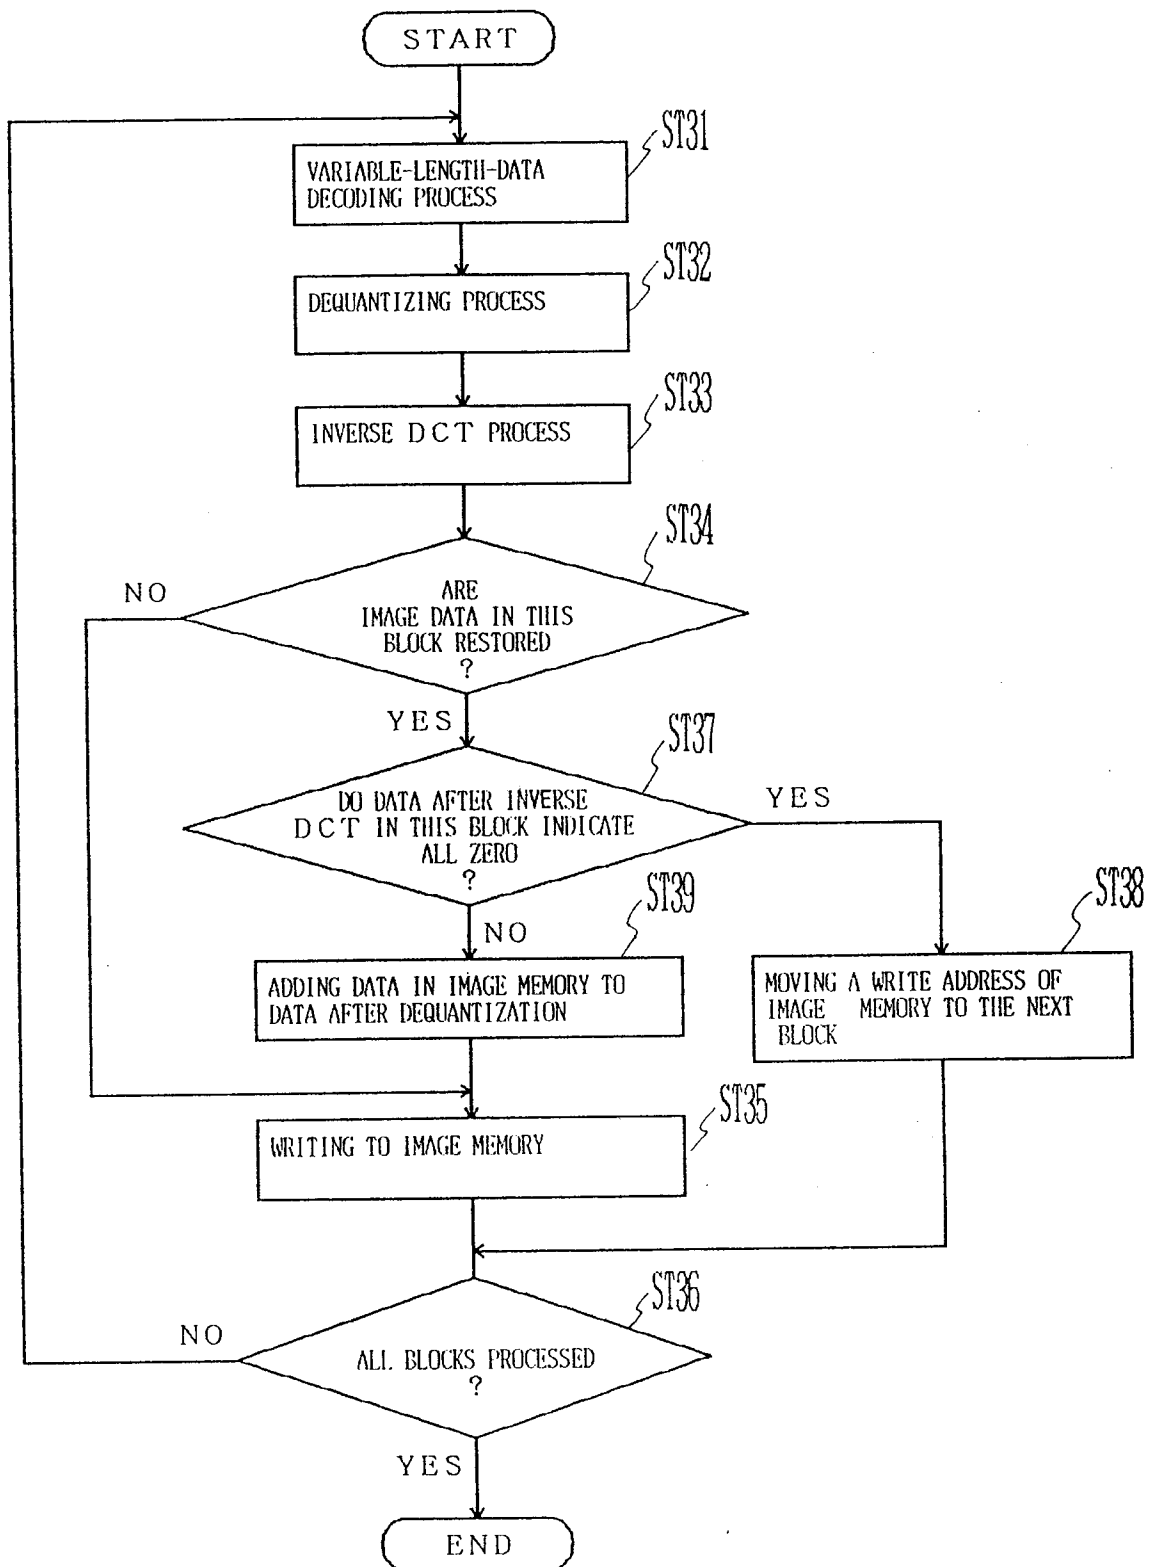 START
ST31
VARIABLE-LENGTH-DATA
DECODING PROCESS
ST32
DEQUANTIZING PROCESS
ST33
INVERSE DCT PROCESS
ST34
NO
ARE
IMAGE DATA IN THIS
BLOCK RESTORED
?
YES
ST37
DO DATA AFTER INVERSE
DCT IN THIS BLOCK INDICATE
ALL ZERO
?
YES
NO
ST39
ADDING DATA IN IMAGE MEMORY TO
DATA AFTER DEQUANTIZATION
ST38
MOVING A WRITE ADDRESS OF
IMAGE MEMORY TO THE NEXT
BLOCK
ST35
WRITING TO IMAGE MEMORY
ST36
NO
ALL BLOCKS PROCESSED
?
YES
END